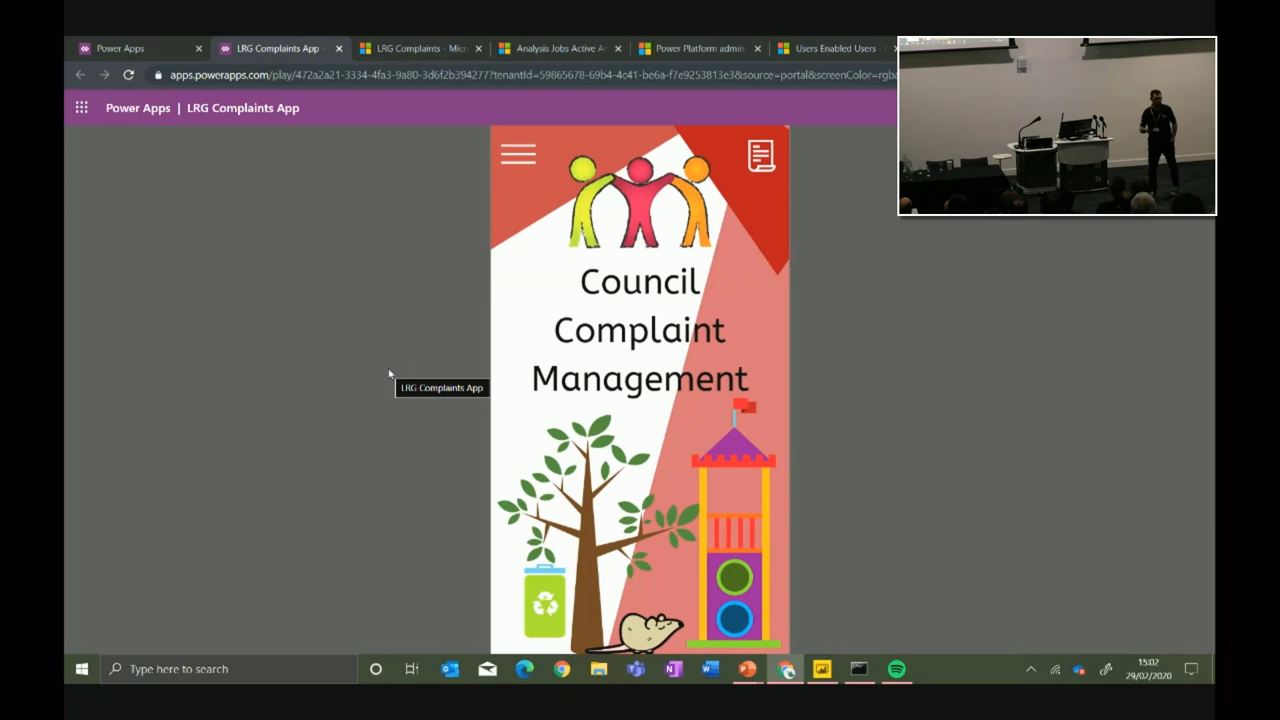 Power Apps
LRG Complaints App -
LRG Complaints - Micr
Analysis Jobs Active A
Power Platform admin
Users Enabled Users
apps.powerapps.com/play/472a2a21-3334-4fa3-9a80-3d6f2b394277?tenantId=59865678-69b4-4c41-be6a-f7e9253813e3&source=portal&screenColor=rgba
Power Apps | LRG Complaints App
Council
Complaint
Management
LRG Complaints App
Type here to search
15:02
29/02/2020